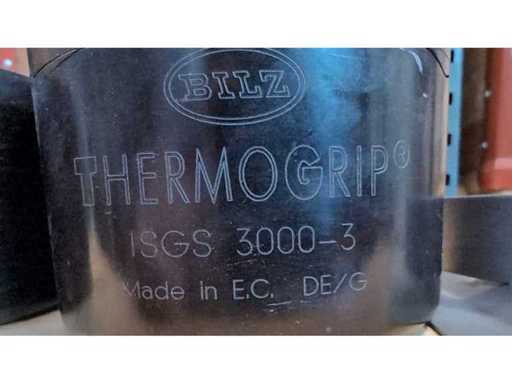 BILZ
THERMOGRIP®
ISGS 3000-3
Made in E.C. DE/G